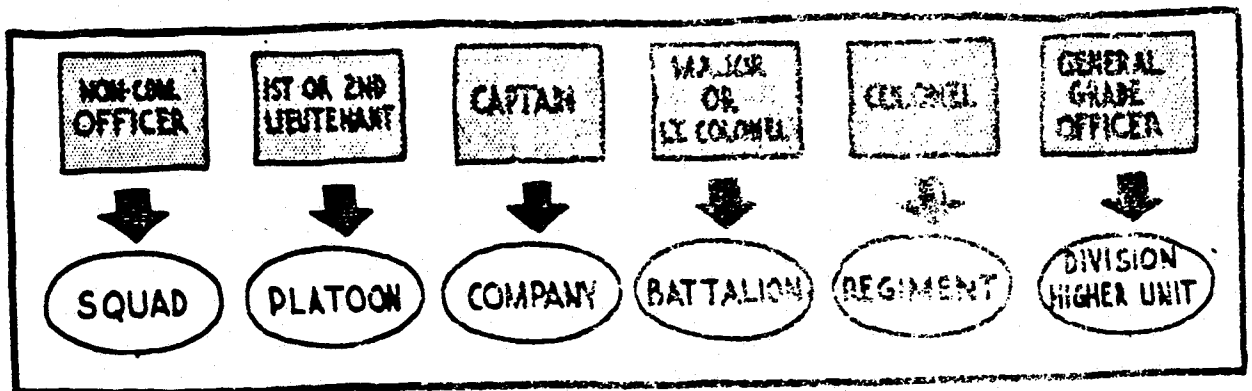 NON-COM.
OFFICER
1ST OR 2ND
LIEUTENANT
CAPTAIN
MAJOR
OR
LT. COLONEL
COLONEL
GENERAL
GRADE
OFFICER
SQUAD
PLATOON
COMPANY
BATTALION
REGIMENT
DIVISION
HIGHER UNIT